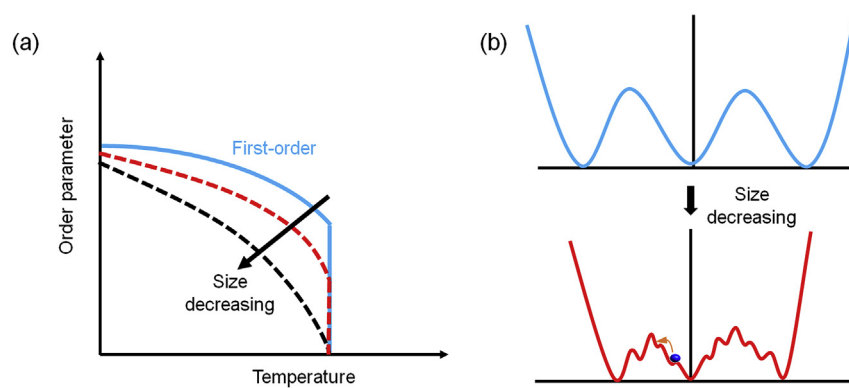 (a)
Order parameter
First-order
Size
decreasing
Temperature
(b)
Size
decreasing